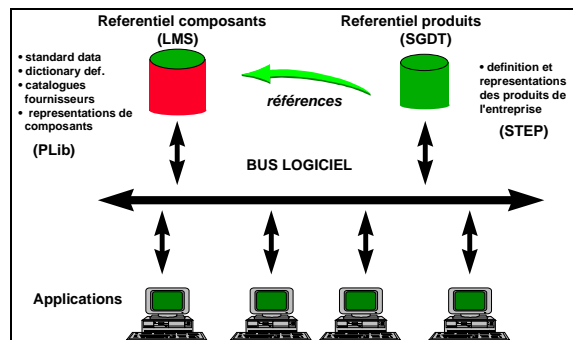 Referentiel composants
(LMS)
Referentiel produits
(SGDT)
• standard data
• dictionary def.
• catalogues
fournisseurs
• representations de
composants
(PLib)
références
• definition et
representations
des produits de
l'entreprise
(STEP)
BUS LOGICIEL
Applications